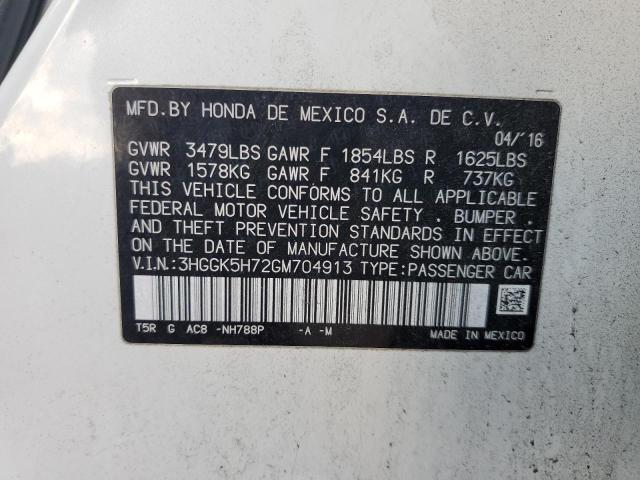 MFD.BY HONDA DE MEXICO S.A. DE C.V.
04/'16
GVWR 3479LBS GAWR F 1854LBS R 1625LBS
GVWR 1578KG GAWR F 841KG R 737KG
THIS VEHICLE CONFORMS TO ALL APPLICABLE
FEDERAL MOTOR VEHICLE SAFETY . BUMPER .
AND THEFT PREVENTION STANDARDS IN EFFECT
ON THE DATE OF MANUFACTURE SHOWN ABOVE.
V.I.N.:3HGGK5H72GM704913 TYPE:PASSENGER CAR
T5R G AC8 -NH788P -A -M
MADE IN MEXICO